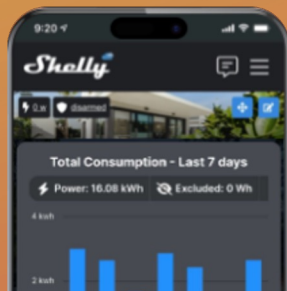 9:20
Shelly
0 w disarmed
Total Consumption - Last 7 days
Power: 16.08 kWh Excluded: 0 Wh
4 kwh
2 kwh